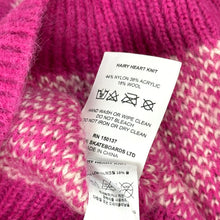 HAIRY HEART KNIT
44% NYLON 38% ACRYLIC
18% WOOL
HAND WASH OR WIPE CLEAN
DO NOT BLEACH
DO NOT IRON OR DRY CLEAN
RN 150137
SKATEBOARDS LTD
MADE IN CHINA